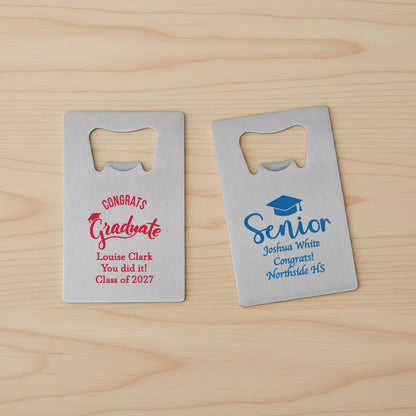 CONGRATS
Graduate
Louise Clark
You did it!
Class of 2027
Senior
Joshua White
Congrats!
Northside HS